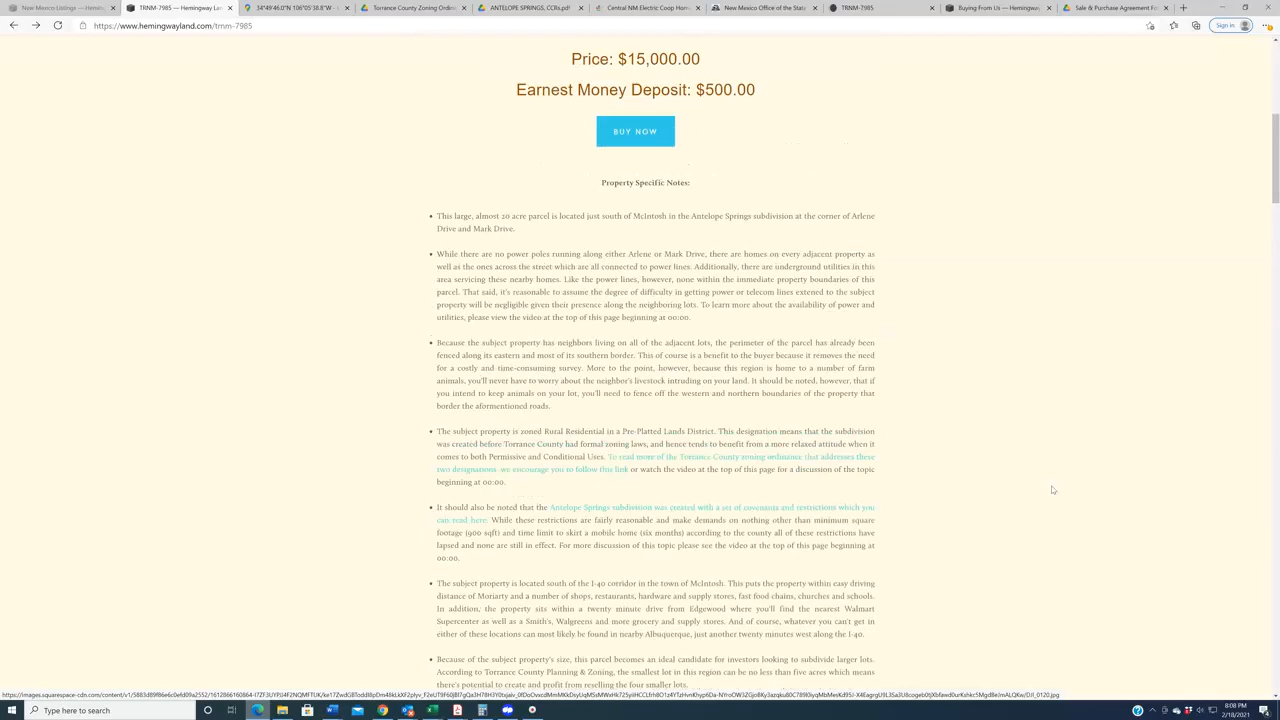 New Mexico Listings — Heming
TRNM-7985 — Hemingway Lan
34°49'46.0"N 106°05'38.8"W -
Torrance County Zoning Ordin
ANTELOPE SPRINGS, CCRs.pdf
Central NM Electric Coop Hom
New Mexico Office of the Stat
TRNM-7985
Buying From Us — Hemingway
Sale & Purchase Agreement Fo
https://www.hemingwayland.com/trnm-7985
Sign in
Price: $15,000.00
Earnest Money Deposit: $500.00
BUY NOW
Property Specific Notes:
• This large, almost 20 acre parcel is located just south of McIntosh in the Antelope Springs subdivision at the corner of Arlene
Drive and Mark Drive.
• While there are no power poles running along either Arlene or Mark Drive, there are homes on every adjacent property as
well as the ones across the street which are all connected to power lines. Additionally, there are underground utilities in this
area servicing these nearby homes. Like the power lines, however, none within the immediate property boundaries of this
parcel. That said, it's reasonable to assume the degree of difficulty in getting power or telecom lines extended to the subject
property will be negligible given their presence along the neighboring lots. To learn more about the availability of power and
utilities, please view the video at the top of this page beginning at 00:00.
• Because the subject property has neighbors living on all of the adjacent lots, the perimeter of the parcel has already been
fenced along its eastern and most of its southern border. This of course is a benefit to the buyer because it removes the need
for a costly and time-consuming survey. More to the point, however, because this region is home to a number of farm
animals, you'll never have to worry about the neighbor's livestock intruding on your land. It should be noted, however, that if
you intend to keep animals on your lot, you'll need to fence off the western and northern boundaries of the property that
border the aformentioned roads.
• The subject property is zoned Rural Residential in a Pre-Platted Lands District. This designation means that the subdivision
was created before Torrance County had formal zoning laws, and hence tends to benefit from a more relaxed attitude when it
comes to both Permissive and Conditional Uses. To read more of the Torrance County zoning ordinance that addresses these
two designations we encourage you to follow this link or watch the video at the top of this page for a discussion of the topic
beginning at 00:00.
• It should also be noted that the Antelope Springs subdivision was created with a set of covenants and restrictions which you
can read here. While these restrictions are fairly reasonable and make demands on nothing other than minimum square
footage (900 sqft) and time limit to skirt a mobile home (six months) according to the county all of these restrictions have
lapsed and none are still in effect. For more discussion of this topic please see the video at the top of this page beginning at
00:00.
• The subject property is located south of the I-40 corridor in the town of McIntosh. This puts the property within easy driving
distance of Moriarty and a number of shops, restaurants, hardware and supply stores, fast food chains, churches and schools.
In addition, the property sits within a twenty minute drive from Edgewood where you'll find the nearest Walmart
Supercenter as well as a Smith's, Walgreens and more grocery and supply stores. And of course, whatever you can't get in
either of these locations can most likely be found in nearby Albuquerque, just another twenty minutes west along the I-40.
• Because of the subject property's size, this parcel becomes an ideal candidate for investors looking to subdivide larger lots.
According to Torrance County Planning & Zoning, the smallest lot in this region can be no less than five acres which means
there's potential to create and profit from reselling the four smaller lots.
Type here to search
8:08 PM
2/18/2021